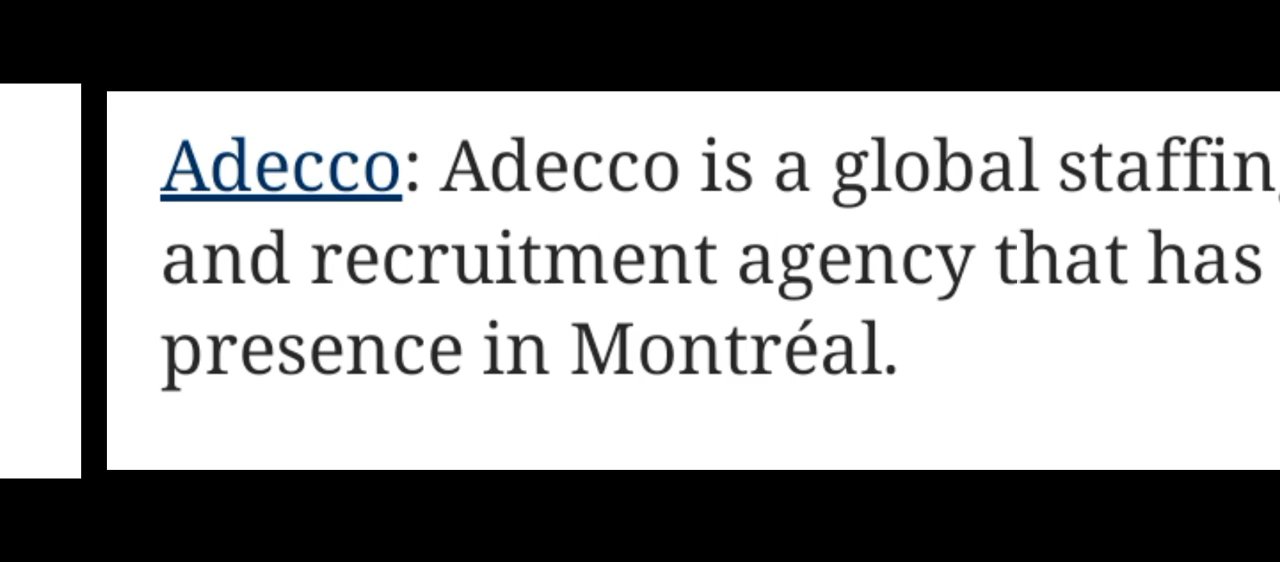 Adecco: Adecco is a global staffin
and recruitment agency that has
presence in Montréal.